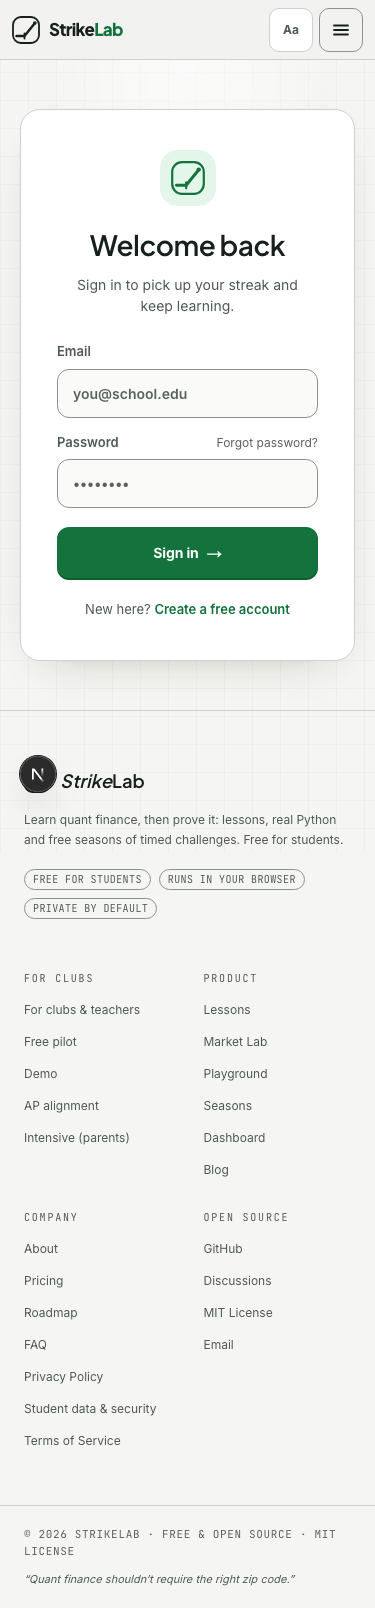 StrikeLab
Aa
Welcome back
Sign in to pick up your streak and
keep learning.
Email
you@school.edu
Password
Forgot password?
••••••••
Sign in →
New here? Create a free account
N
StrikeLab
Learn quant finance, then prove it: lessons, real Python
and free seasons of timed challenges. Free for students.
FREE FOR STUDENTS
RUNS IN YOUR BROWSER
PRIVATE BY DEFAULT
FOR CLUBS
For clubs & teachers
Free pilot
Demo
AP alignment
Intensive (parents)
PRODUCT
Lessons
Market Lab
Playground
Seasons
Dashboard
Blog
COMPANY
About
Pricing
Roadmap
FAQ
Privacy Policy
Student data & security
Terms of Service
OPEN SOURCE
GitHub
Discussions
MIT License
Email
© 2026 STRIKELAB · FREE & OPEN SOURCE · MIT
LICENSE
“Quant finance shouldn’t require the right zip code.”